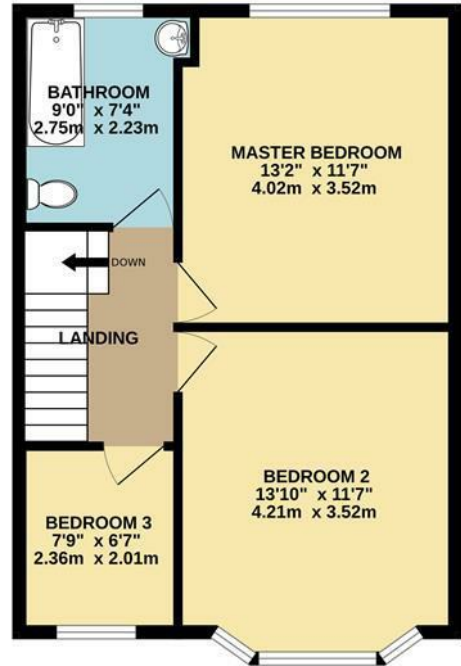 BATHROOM
9'0" x 7'4"
2.75m x 2.23m
MASTER BEDROOM
13'2" x 11'7"
4.02m x 3.52m
DOWN
LANDING
BEDROOM 2
13'10" x 11'7"
4.21m x 3.52m
BEDROOM 3
7'9" x 6'7"
2.36m x 2.01m